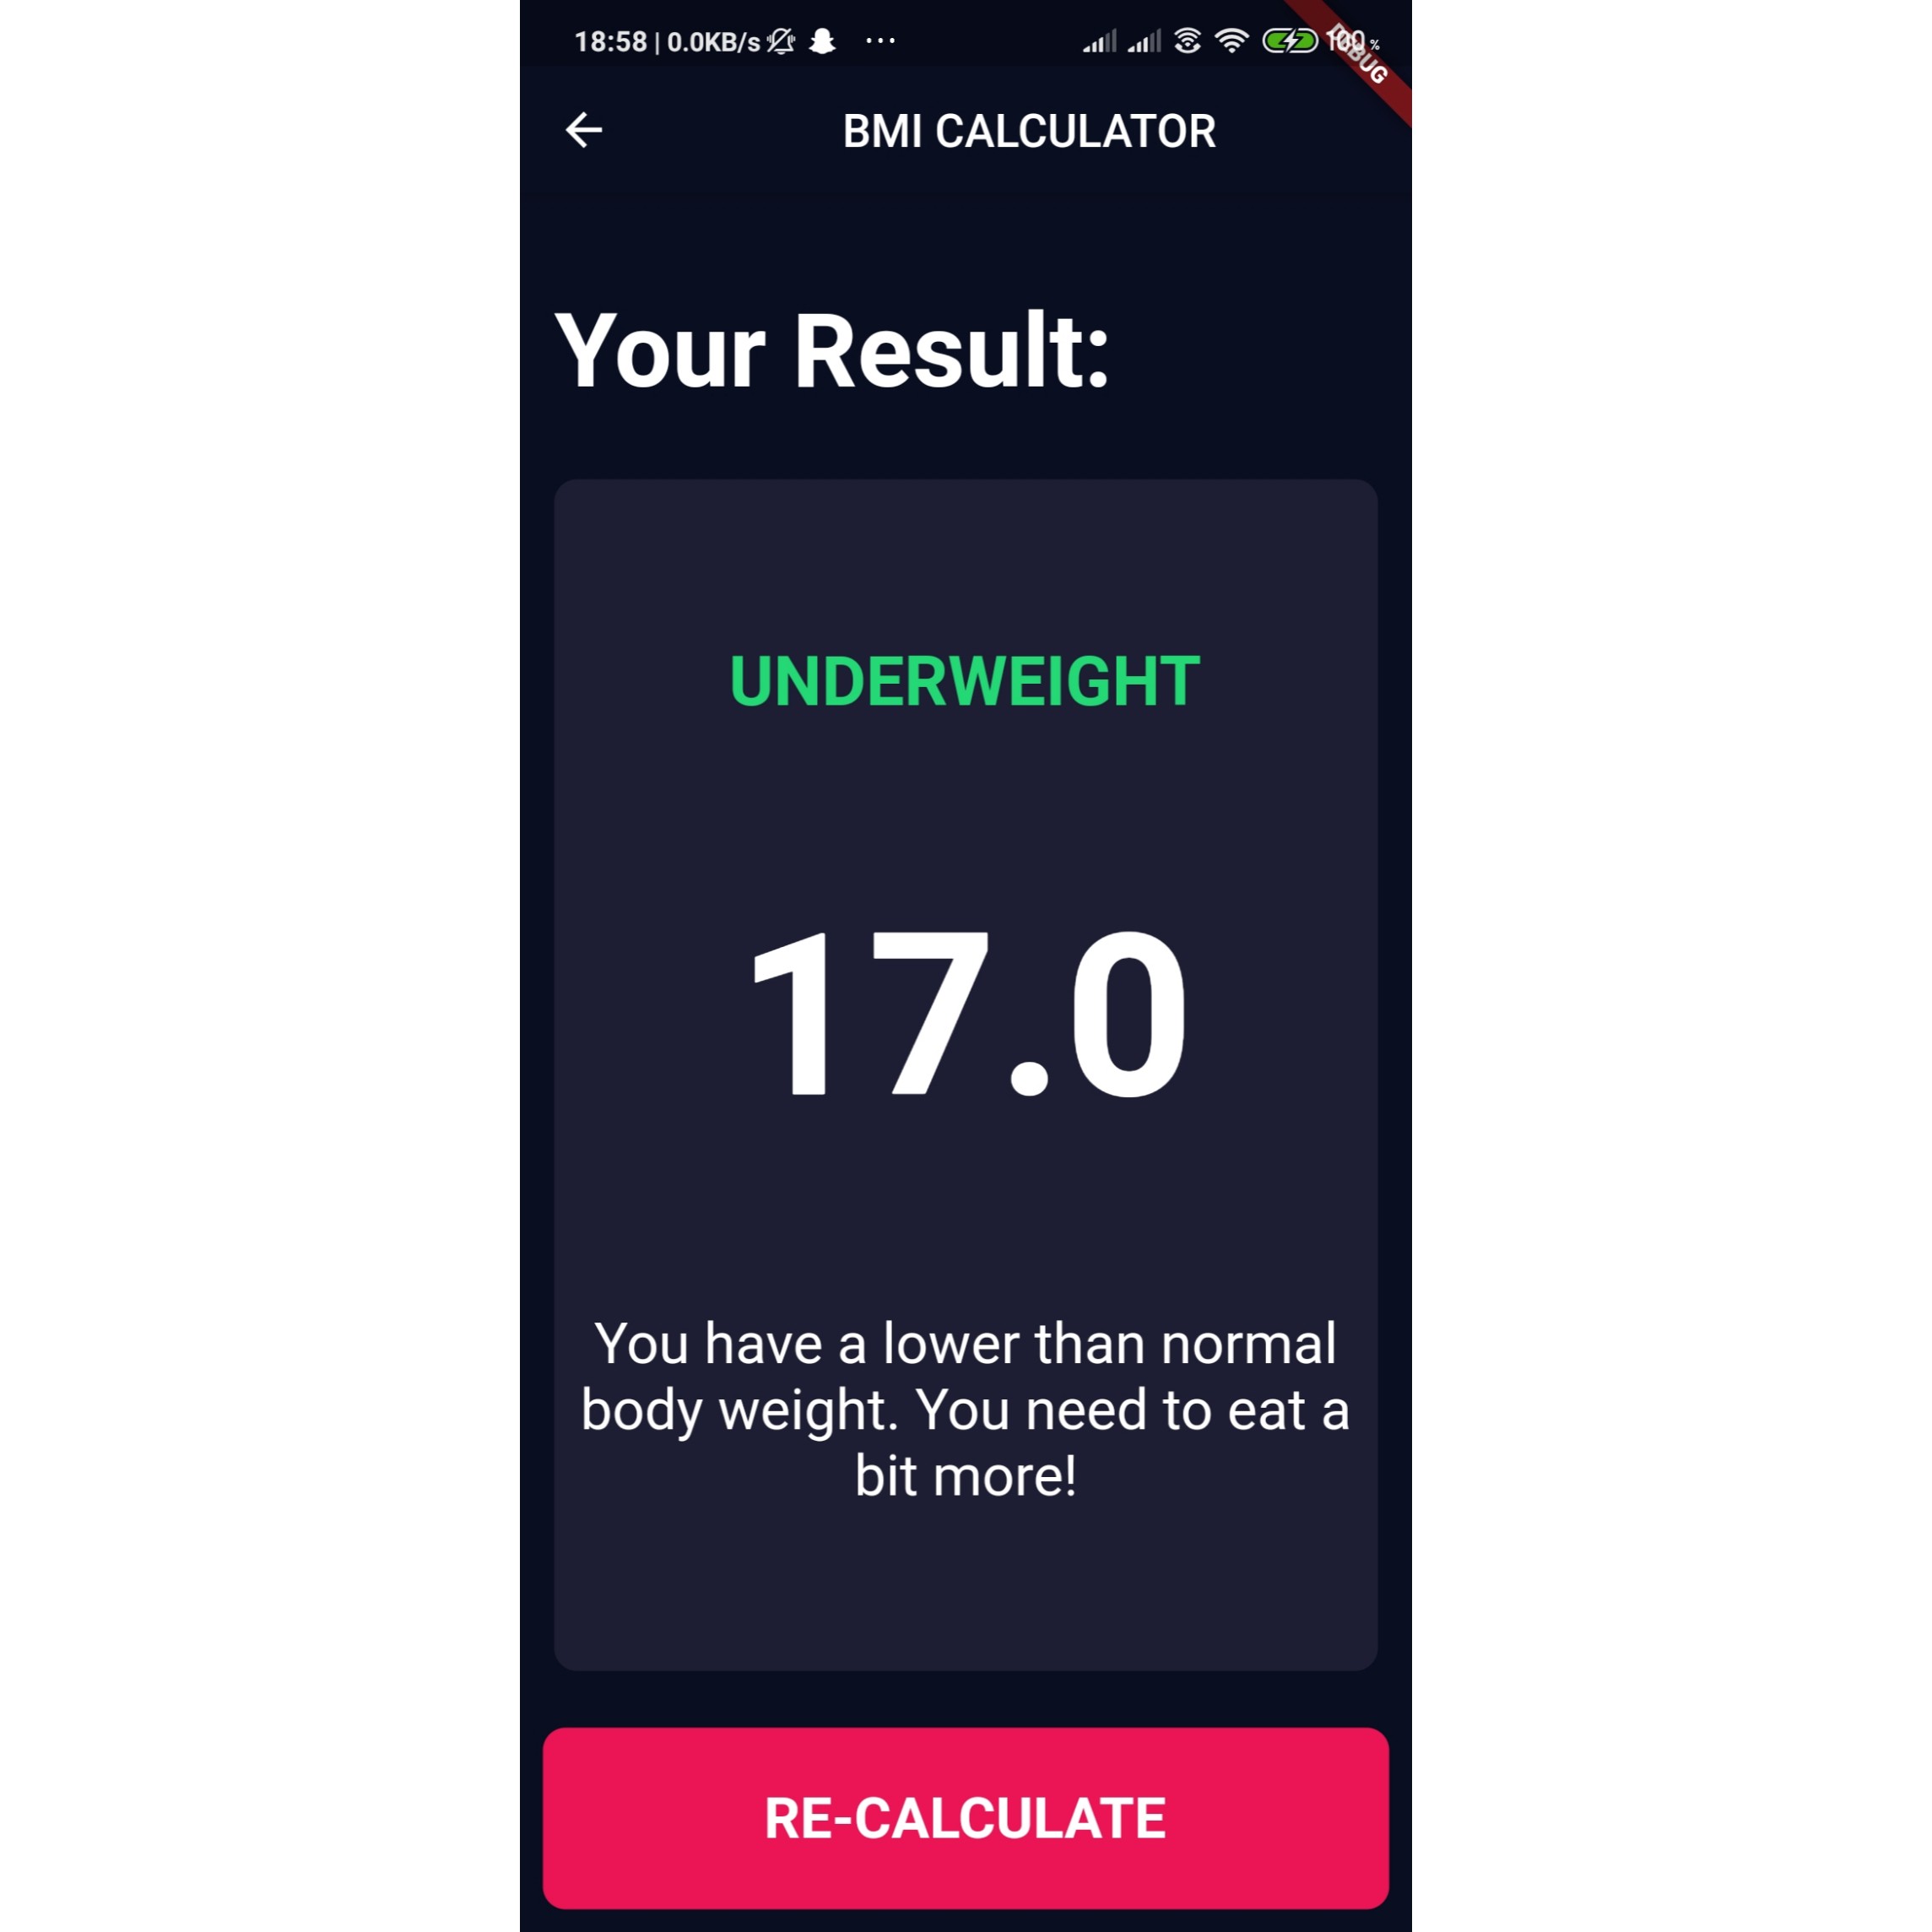 18:58 | 0.0KB/s ... 100 %
DEBUG
BMI CALCULATOR
Your Result:
UNDERWEIGHT
17.0
You have a lower than normal
body weight. You need to eat a
bit more!
RE-CALCULATE